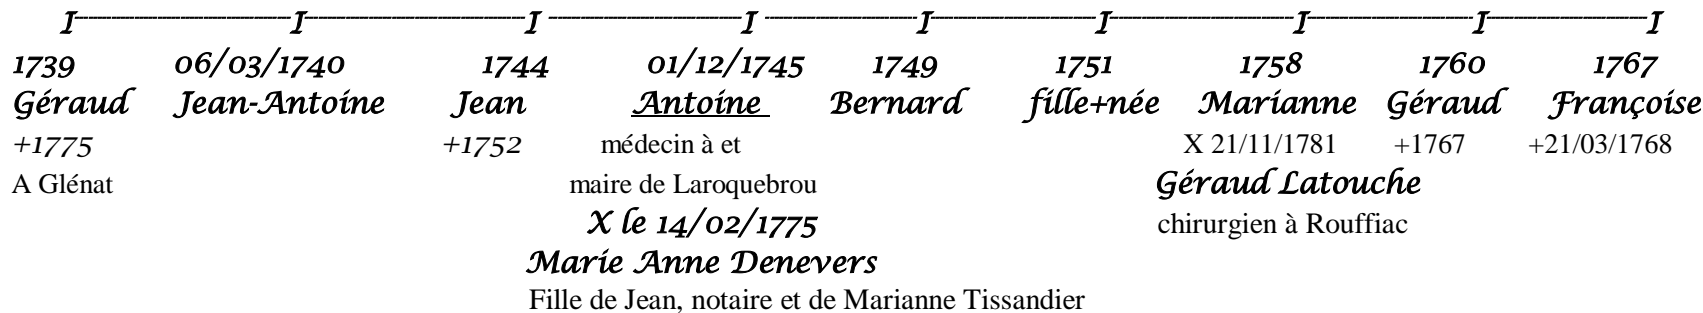 I I I I I I I I I
1739 06/03/1740 1744 01/12/1745 1749 1751 1758 1760 1767
Géraud Jean-Antoine Jean Antoine Bernard fille+née Marianne Géraud Françoise
+1775 +1752 médecin à et X 21/11/1781 +1767 +21/03/1768
A Glénat maire de Laroquebrou Géraud Latouche
X le 14/02/1775 chirurgien à Rouffiac
Marie Anne Denevers
Fille de Jean, notaire et de Marianne Tissandier